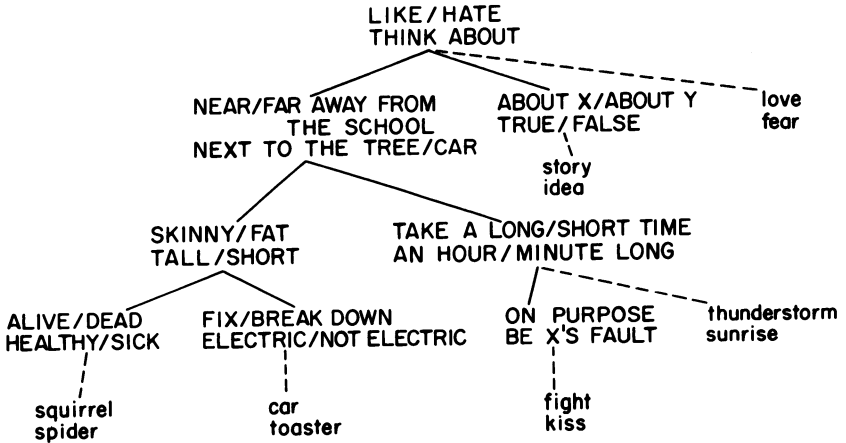 LIKE/HATE
THINK ABOUT
NEAR/FAR AWAY FROM
THE SCHOOL
NEXT TO THE TREE/CAR
ABOUT X/ABOUT Y
TRUE/FALSE
love
fear
story
idea
SKINNY/FAT
TALL/SHORT
TAKE A LONG/SHORT TIME
AN HOUR/MINUTE LONG
ALIVE/DEAD
HEALTHY/SICK
FIX/BREAK DOWN
ELECTRIC/NOT ELECTRIC
ON PURPOSE
BE X'S FAULT
thunderstorm
sunrise
squirrel
spider
car
toaster
fight
kiss